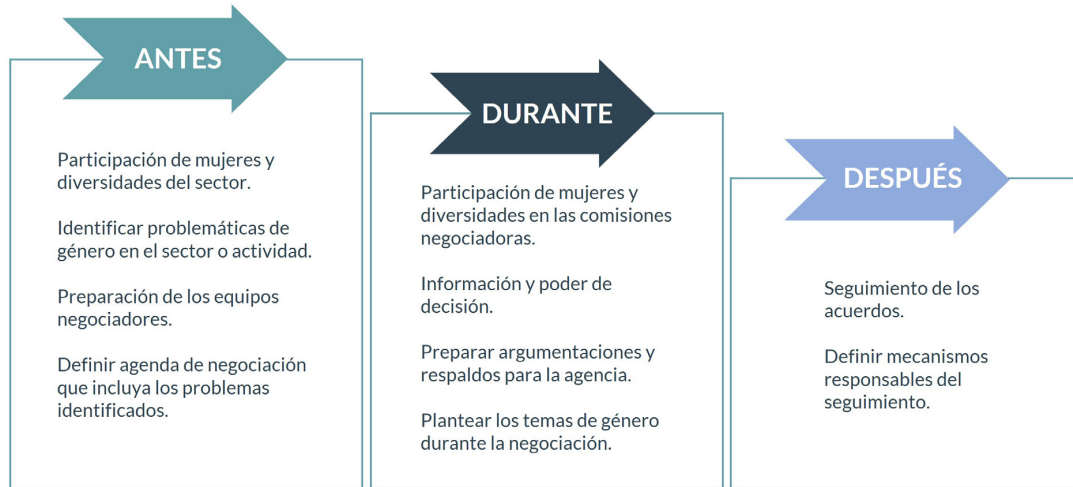 ANTES
Participación de mujeres y
diversidades del sector.
Identificar problemáticas de
género en el sector o actividad.
Preparación de los equipos
negociadores.
Definir agenda de negociación
que incluya los problemas
identificados.
DURANTE
Participación de mujeres y
diversidades en las comisiones
negociadoras.
Información y poder de
decisión.
Preparar argumentaciones y
respaldos para la agencia.
Plantear los temas de género
durante la negociación.
DESPUÉS
Seguimiento de los
acuerdos.
Definir mecanismos
responsables del
seguimiento.